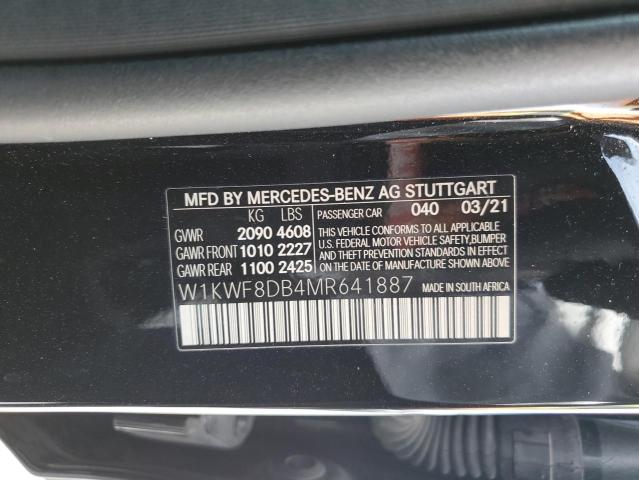 MFD BY MERCEDES-BENZ AG STUTTGART
KG LBS PASSENGER CAR 040 03/21
GVWR 2090 4608 THIS VEHICLE CONFORMS TO ALL APPLICABLE
GAWR FRONT 1010 2227 U.S. FEDERAL MOTOR VEHICLE SAFETY, BUMPER
GAWR REAR 1100 2425 AND THEFT PREVENTION STANDARDS IN EFFECT
ON THE DATE OF MANUFACTURE SHOWN ABOVE.
W1KWF8DB4MR641887 MADE IN SOUTH AFRICA